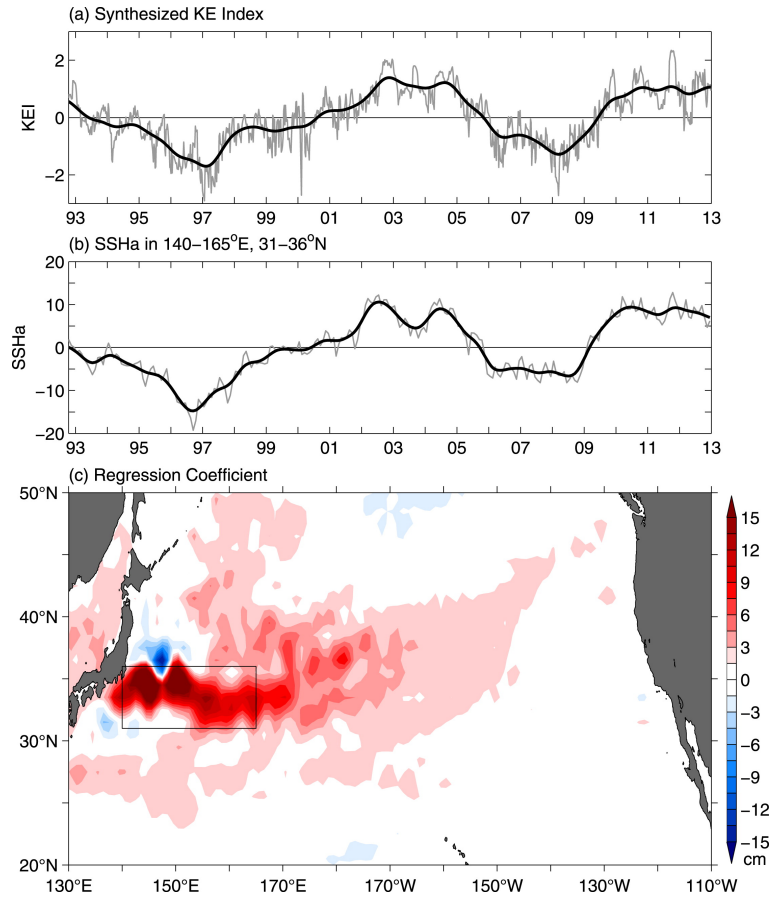 (a) Synthesized KE Index
KEI
2
0
−2
93 95 97 99 01 03 05 07 09 11 13
(b) SSHa in 140−165°E, 31−36°N
SSHa
20
10
0
−10
−20
93 95 97 99 01 03 05 07 09 11 13
(c) Regression Coefficient
50°N
40°N
30°N
20°N
130°E 150°E 170°E 170°W 150°W 130°W 110°W
15
12
9
6
3
0
−3
−6
−9
−12
−15
cm